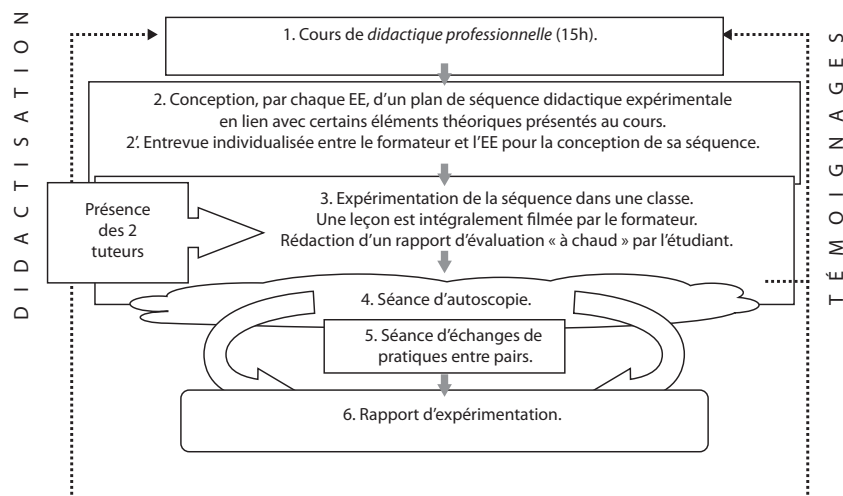 DIDACTISATION
1. Cours de didactique professionnelle (15h).
2. Conception, par chaque EE, d’un plan de séquence didactique expérimentale
en lien avec certains éléments théoriques présentés au cours.
2’. Entrevue individualisée entre le formateur et l’EE pour la conception de sa séquence.
Présence
des 2
tuteurs
3. Expérimentation de la séquence dans une classe.
Une leçon est intégralement filmée par le formateur.
Rédaction d’un rapport d’évaluation « à chaud » par l’étudiant.
4. Séance d’autoscopie.
5. Séance d’échanges de
pratiques entre pairs.
6. Rapport d’expérimentation.
TÉMOIGNAGES